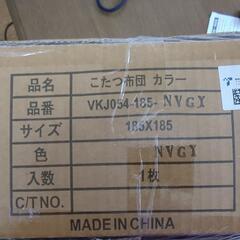 品名 こたつ布団 カラー
品番 VKJ054-185-NVGY
サイズ 185X185
色 NVGY
入数 1枚
C/T NO.
MADE IN CHINA